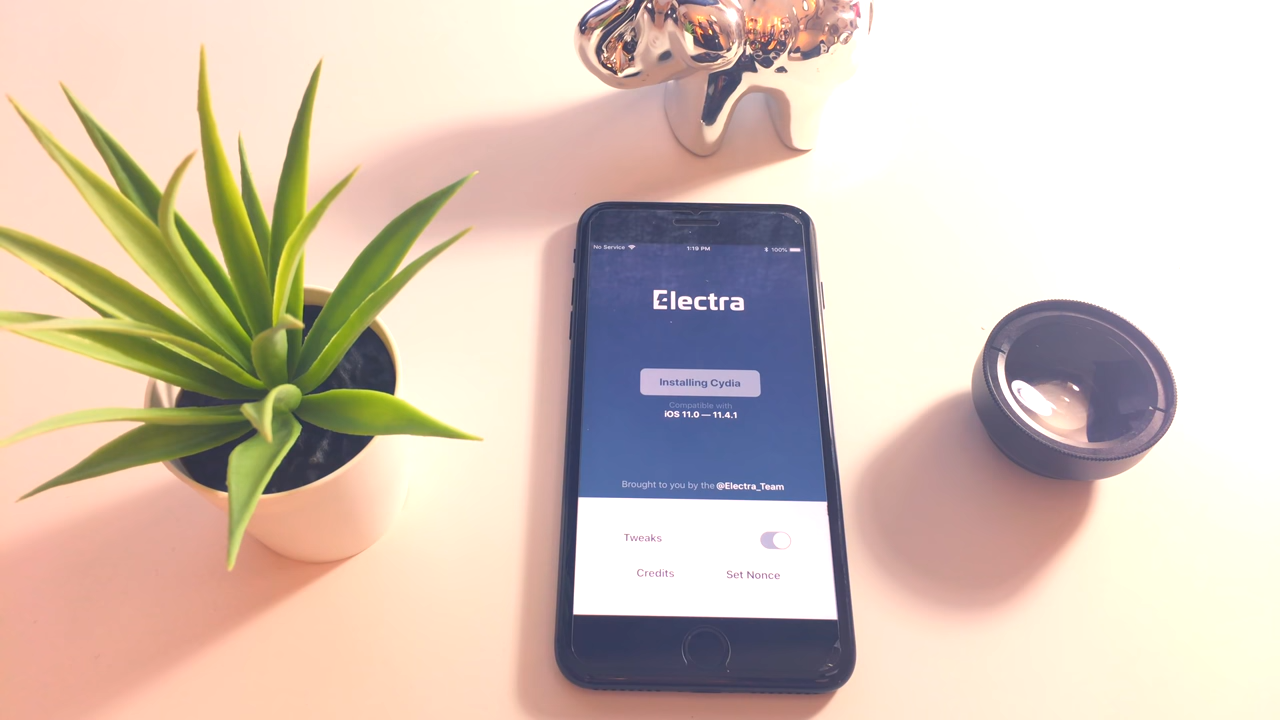 No Service
1:19 PM
100%
Electra
Installing Cydia
Compatible with
iOS 11.0 — 11.4.1
Brought to you by the @Electra_Team
Tweaks
Credits
Set Nonce